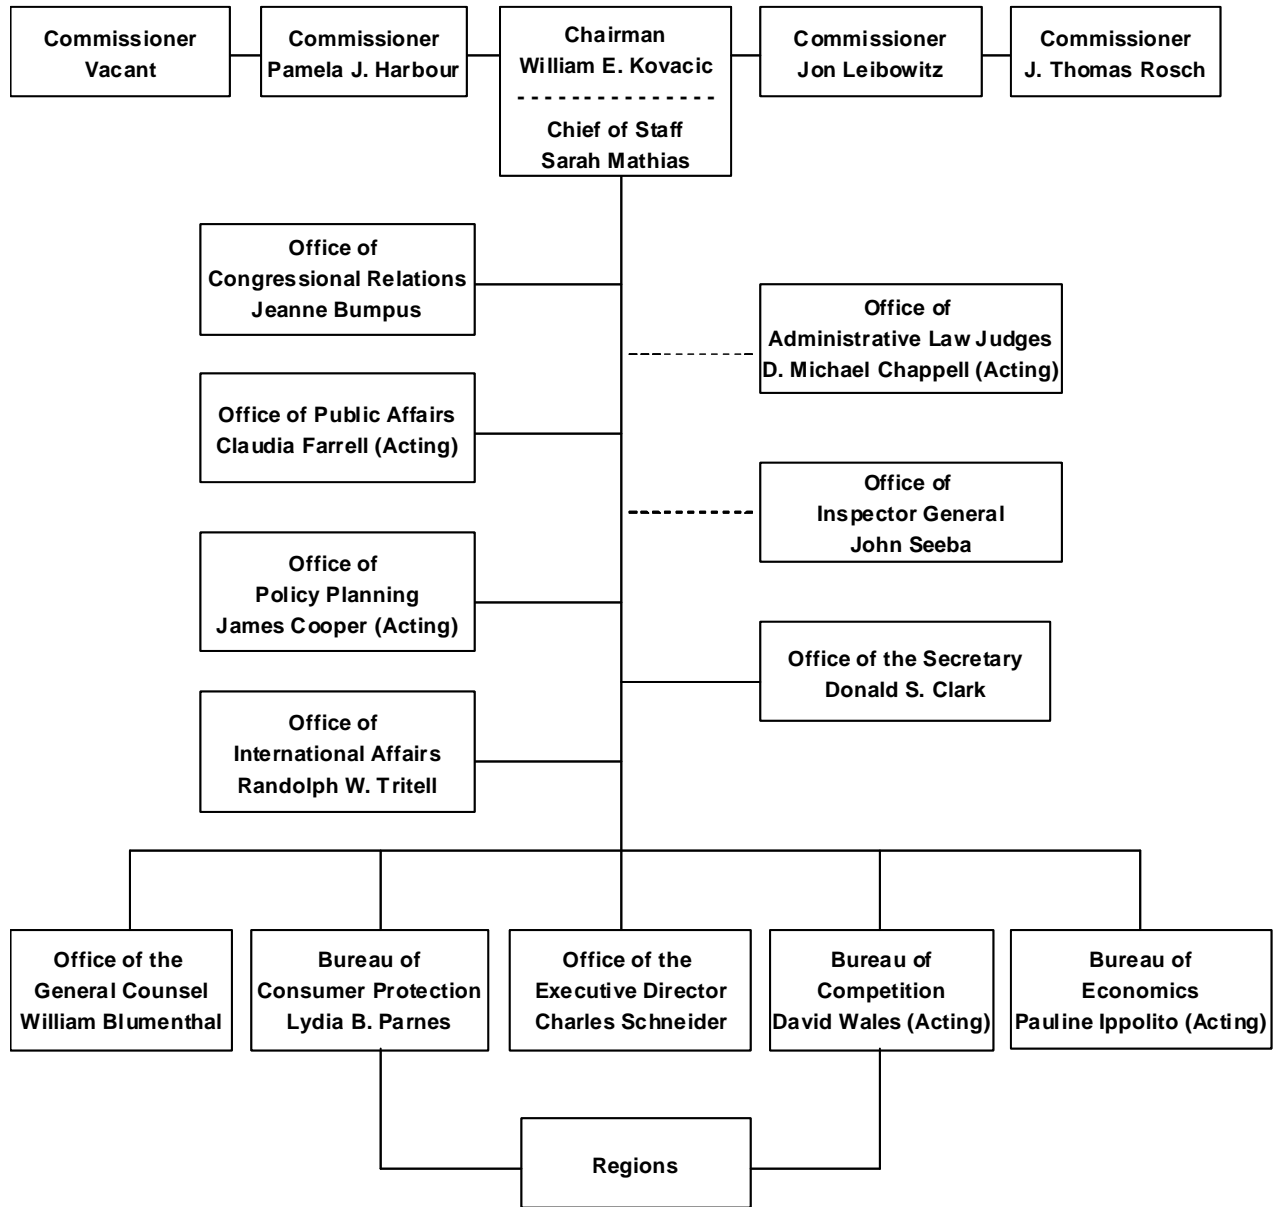 Commissioner
Vacant
Commissioner
Pamela J. Harbour
Chairman
William E. Kovacic
Chief of Staff
Sarah Mathias
Commissioner
Jon Leibowitz
Commissioner
J. Thomas Rosch
Office of
Congressional Relations
Jeanne Bumpus
Office of
Administrative Law Judges
D. Michael Chappell (Acting)
Office of Public Affairs
Claudia Farrell (Acting)
Office of
Inspector General
John Seeba
Office of
Policy Planning
James Cooper (Acting)
Office of the Secretary
Donald S. Clark
Office of
International Affairs
Randolph W. Tritell
Office of the
General Counsel
William Blumenthal
Bureau of
Consumer Protection
Lydia B. Parnes
Office of the
Executive Director
Charles Schneider
Bureau of
Competition
David Wales (Acting)
Bureau of
Economics
Pauline Ippolito (Acting)
Regions